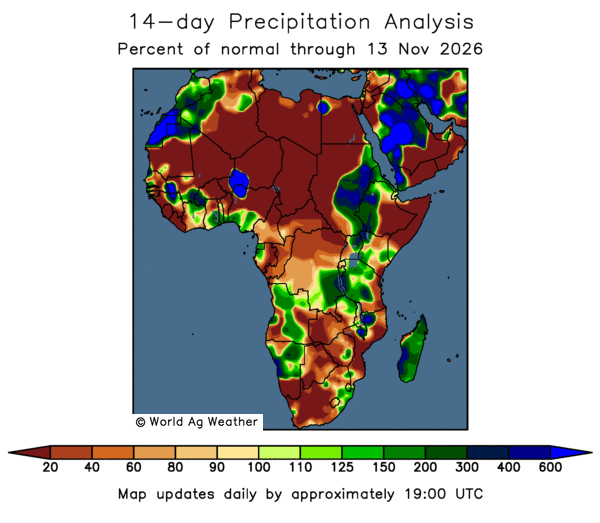 14-day Precipitation Analysis
Percent of normal through 13 Nov 2026
© World Ag Weather
20 40 60 80 90 100 110 125 150 200 300 400 600
Map updates daily by approximately 19:00 UTC